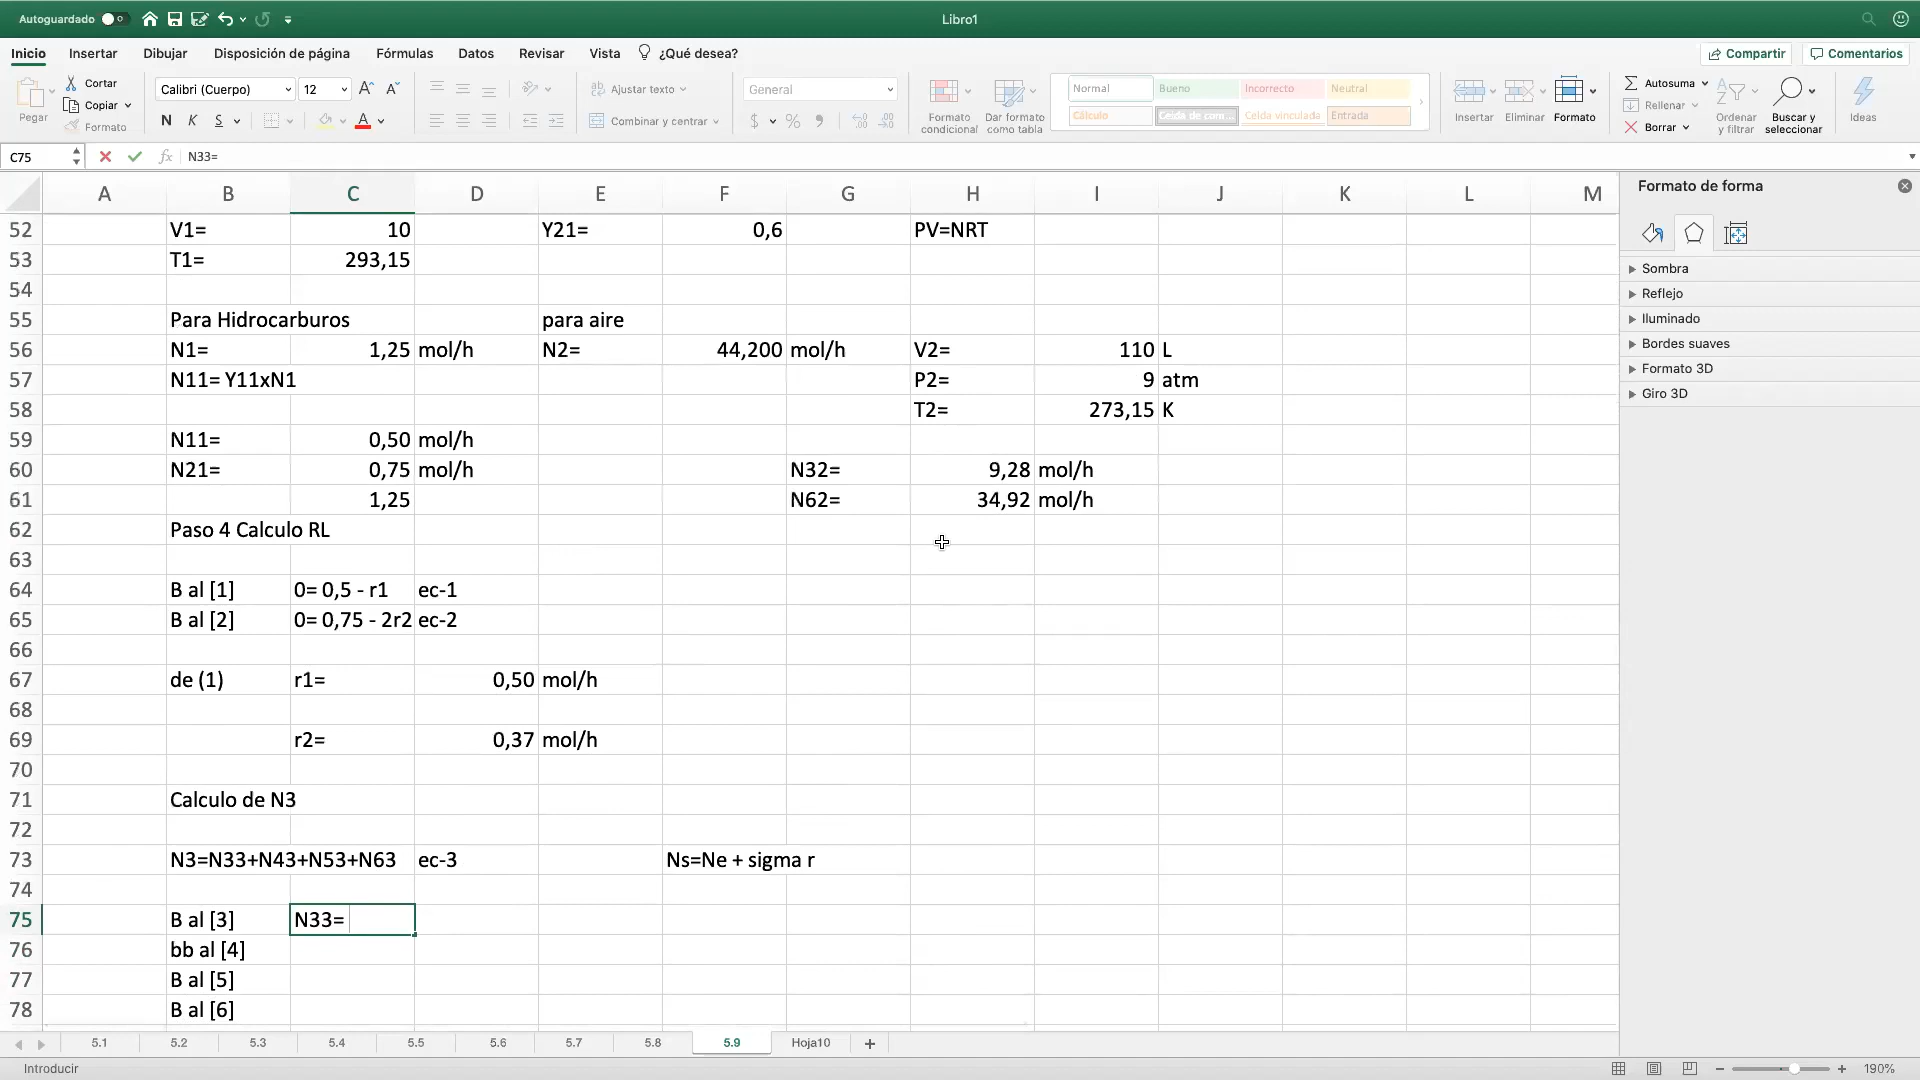 Autoguardado
Libro1
Inicio Insertar Dibujar Disposición de página Fórmulas Datos Revisar Vista ¿Qué desea? Compartir Comentarios
Pegar
Cortar
Copiar
Formato
Calibri (Cuerpo) 12
N K S
Ajustar texto
Combinar y centrar
General
$ % 
Formato condicional
Dar formato como tabla
Normal Bueno Incorrecto Neutral
Cálculo Celda de com... Celda vinculada Entrada
Insertar Eliminar Formato
Autosuma
Rellenar
Borrar
Ordenar y filtrar
Buscar y seleccionar
Ideas
C75 fx N33=
A B C D E F G H I J K L M
52 V1= 10 Y21= 0,6 PV=NRT
53 T1= 293,15
54
55 Para Hidrocarburos para aire
56 N1= 1,25 mol/h N2= 44,200 mol/h V2= 110 L
57 N11= Y11xN1 P2= 9 atm
58 T2= 273,15 K
59 N11= 0,50 mol/h
60 N21= 0,75 mol/h N32= 9,28 mol/h
61 1,25 N62= 34,92 mol/h
62 Paso 4 Calculo RL
63
64 B al [1] 0= 0,5 - r1 ec-1
65 B al [2] 0= 0,75 - 2r2 ec-2
66
67 de (1) r1= 0,50 mol/h
68
69 r2= 0,37 mol/h
70
71 Calculo de N3
72
73 N3=N33+N43+N53+N63 ec-3 Ns=Ne + sigma r
74
75 B al [3] N33=
76 bb al [4]
77 B al [5]
78 B al [6]
Formato de forma
Sombra
Reflejo
Iluminado
Bordes suaves
Formato 3D
Giro 3D
5.1 5.2 5.3 5.4 5.5 5.6 5.7 5.8 5.9 Hoja10 +
Introducir 190%